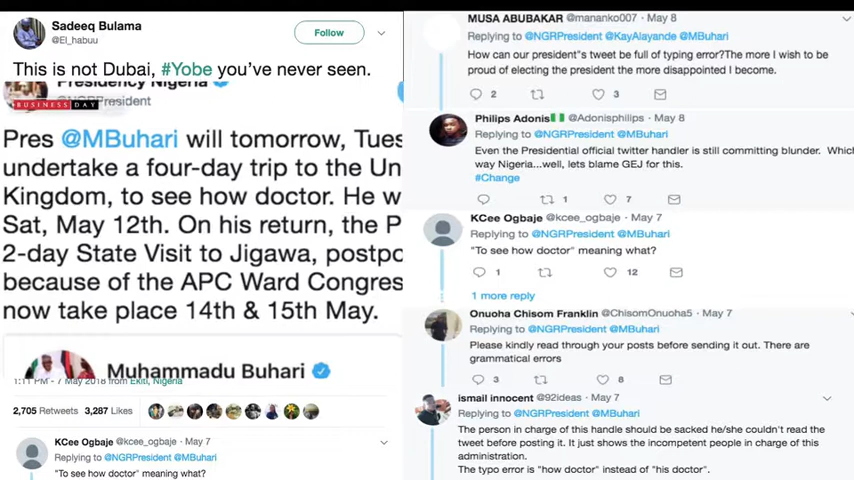 Sadeeq Bulama
@El_habuu
Follow
This is not Dubai, #Yobe you've never seen.
Presidency Nigeria
BUSINESS DAY
@NGRPresident
Pres @MBuhari will tomorrow, Tues
undertake a four-day trip to the Un
Kingdom, to see how doctor. He w
Sat, May 12th. On his return, the P
2-day State Visit to Jigawa, postpo
because of the APC Ward Congres
now take place 14th & 15th May.
Muhammadu Buhari
1:11 PM - 7 May 2018 from Ekiti, Nigeria
2,705 Retweets 3,287 Likes
KCee Ogbaje @kcee_ogbaje · May 7
Replying to @NGRPresident @MBuhari
"To see how doctor" meaning what?
MUSA ABUBAKAR @mananko007 · May 8
Replying to @NGRPresident @KayAlayande @MBuhari
How can our president"s tweet be full of typing error?The more I wish to be
proud of electing the president the more disappointed I become.
2 3
Philips Adonis @Adonisphilips · May 8
Replying to @NGRPresident @MBuhari
Even the Presidential official twitter handler is still committing blunder. Which
way Nigeria...well, lets blame GEJ for this.
#Change
1 7
KCee Ogbaje @kcee_ogbaje · May 7
Replying to @NGRPresident @MBuhari
"To see how doctor" meaning what?
1 12
1 more reply
Onuoha Chisom Franklin @ChisomOnuoha5 · May 7
Replying to @NGRPresident @MBuhari
Please kindly read through your posts before sending it out. There are
grammatical errors
3 8
ismail innocent @92ideas · May 7
Replying to @NGRPresident @MBuhari
The person in charge of this handle should be sacked he/she couldn't read the
tweet before posting it. It just shows the incompetent people in charge of this
administration.
The typo error is "how doctor" instead of "his doctor".